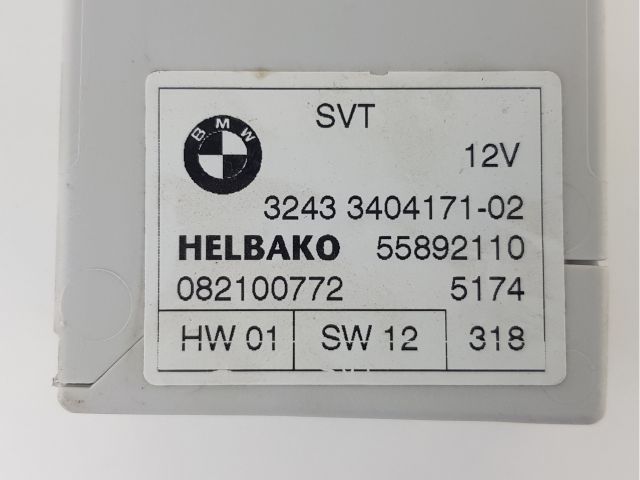 SVT
BMW
12V
3243 3404171-02
HELBAKO 55892110
082100772 5174
HW 01 SW 12 318